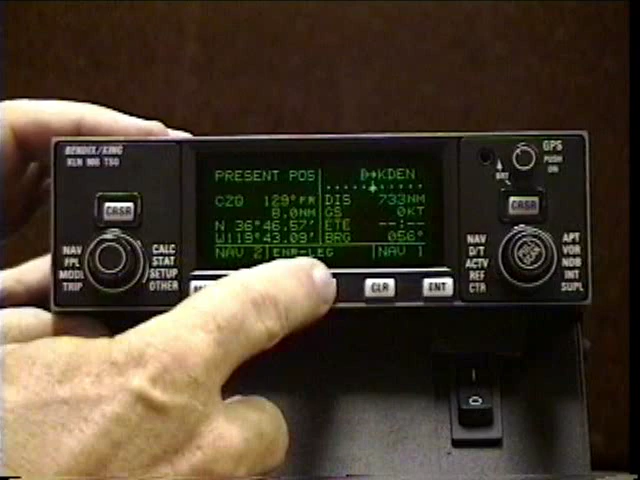 BENDIX/KING
KLN 90B TSO
CRSR
NAV
FPL
MODE
TRIP
CALC
STAT
SETUP
OTHER
PRESENT POS
CZQ 129°FR
8.0NM
N 36°46.57'
W119°43.09'
NAV 2
D→KDEN
DIS 733NM
GS 0KT
ETE --:--
BRG 056°
ENR-LEG
NAV 1
CLR
ENT
GPS
PUSH
ON
BRT
CRSR
NAV
D/T
ACTV
REF
CTR
APT
VOR
NDB
INT
SUPL